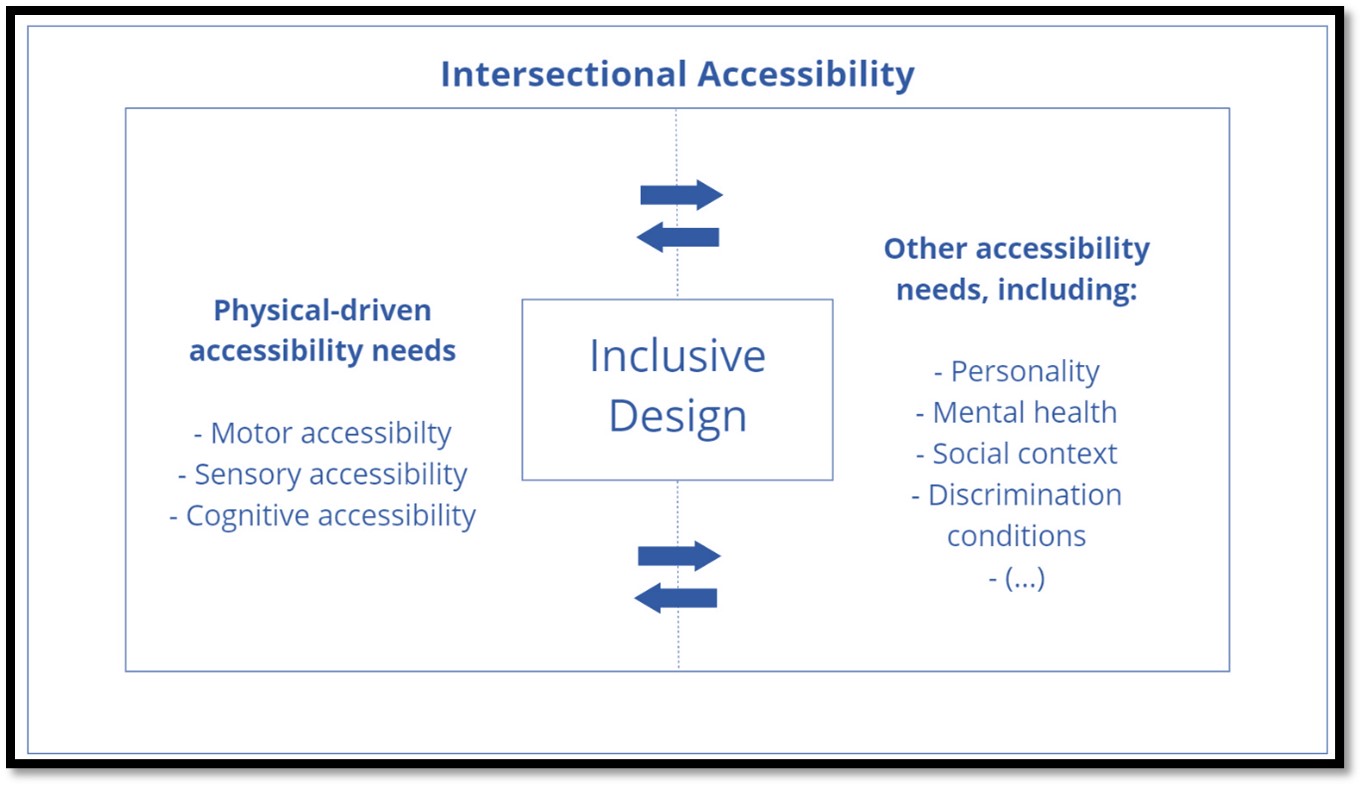 Intersectional Accessibility
Physical-driven
accessibility needs
- Motor accessibilty
- Sensory accessibility
- Cognitive accessibility
Inclusive
Design
Other accessibility
needs, including:
- Personality
- Mental health
- Social context
- Discrimination
conditions
- (...)